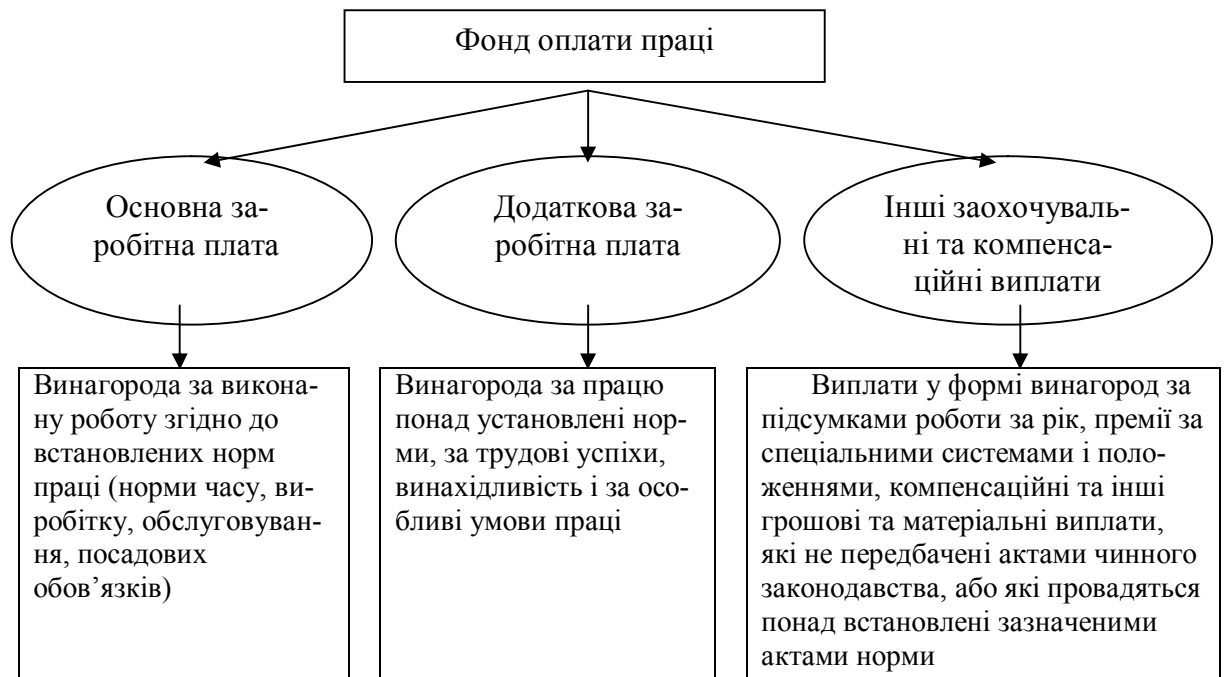 Фонд оплати праці
Основна за-
робітна плата
Додаткова за-
робітна плата
Інші заохочуваль-
ні та компенса-
ційні виплати
Винагорода за викона-
ну роботу згідно до
встановлених норм
праці (норми часу, ви-
робітку, обслуговуван-
ня, посадових
обов’язків)
Винагорода за працю
понад установлені нор-
ми, за трудові успіхи,
винахідливість і за осо-
бливі умови праці
Виплати у формі винагород за
підсумками роботи за рік, премії за
спеціальними системами і поло-
женнями, компенсаційні та інші
грошові та матеріальні виплати,
які не передбачені актами чинного
законодавства, або які провадяться
понад встановлені зазначеними
актами норми